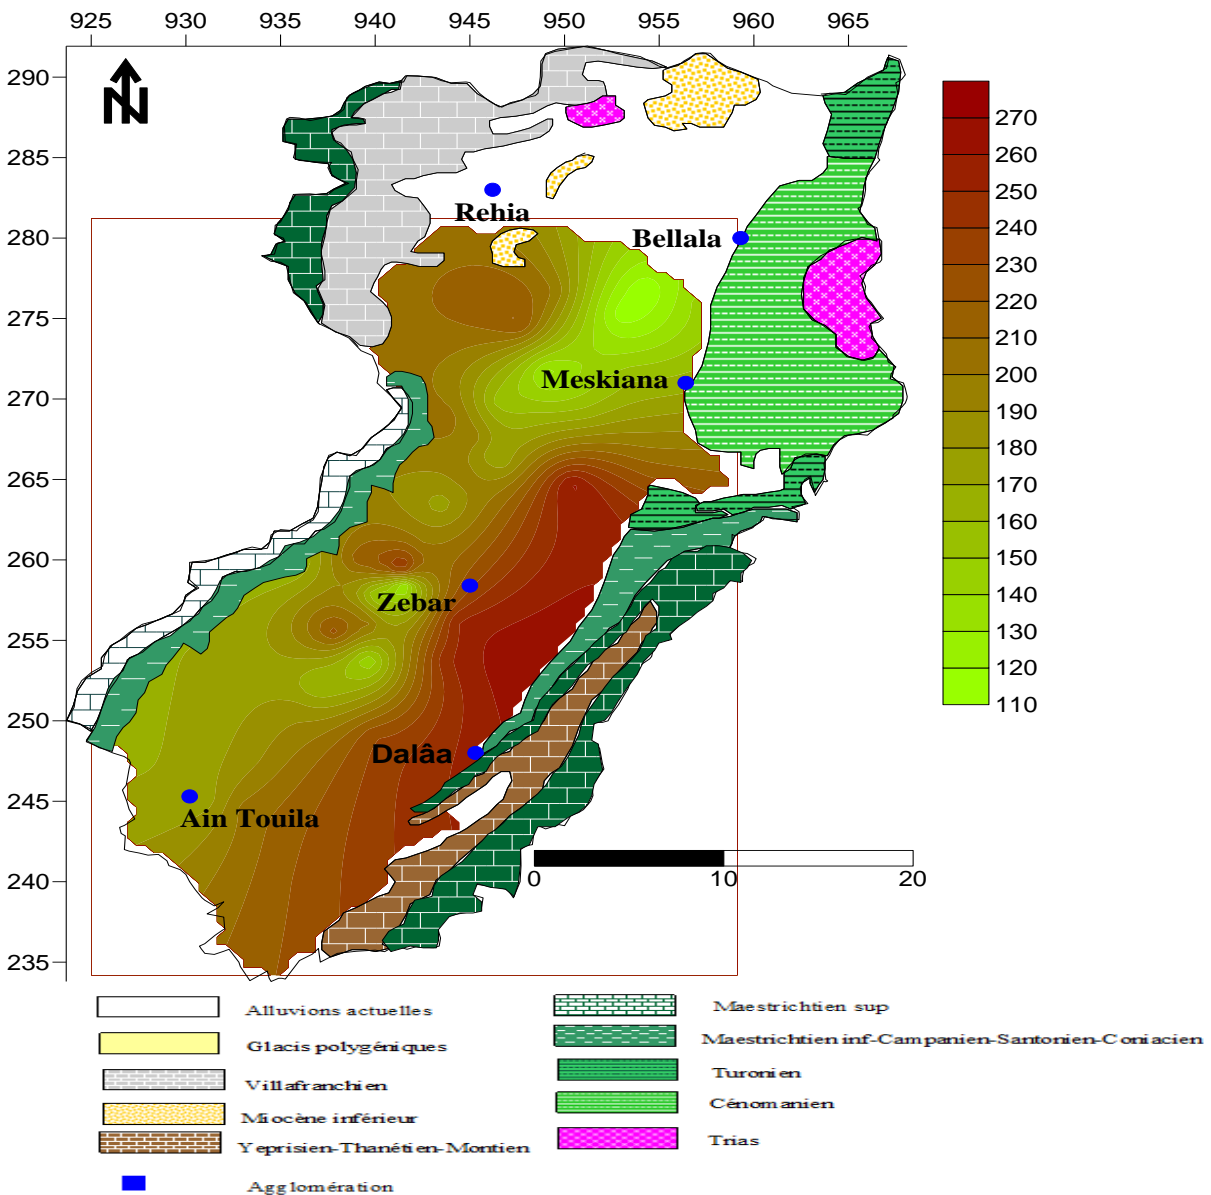 925 930 935 940 945 950 955 960 965
290
285
280
275
270
265
260
255
250
245
240
235
N
Rehia
Bellala
Meskiana
Zebar
Dalâa
Ain Touila
270
260
250
240
230
220
210
200
190
180
170
160
150
140
130
120
110
0 10 20
Alluvions actuelles
Glacis polygéniques
Villafranchien
Miocène inférieur
Yeprisien-Thanétien-Montien
Agglomération
Maestrichtien sup
Maestrichtien inf-Campanien-Santonien-Coniacien
Turonien
Cénomanien
Trias